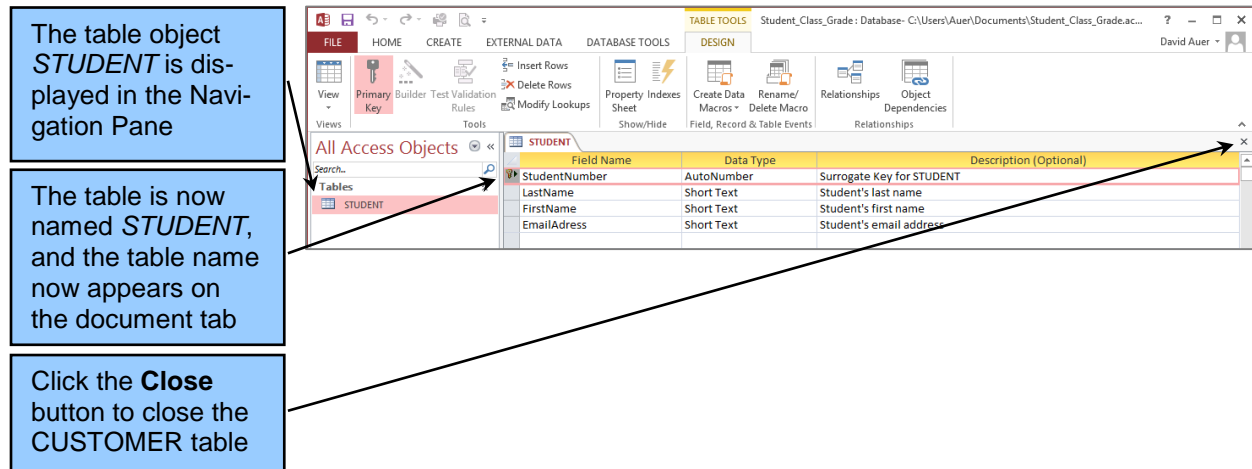 The table object
STUDENT is dis-
played in the Navi-
gation Pane
The table is now
named STUDENT,
and the table name
now appears on
the document tab
Click the Close
button to close the
CUSTOMER table
TABLE TOOLS Student_Class_Grade : Database- C:\Users\Auer\Documents\Student_Class_Grade.ac... ?
FILE HOME CREATE EXTERNAL DATA DATABASE TOOLS DESIGN David Auer
View
Primary Key
Builder
Test Validation Rules
Insert Rows
Delete Rows
Modify Lookups
Property Sheet
Indexes
Create Data Macros
Rename/ Delete Macro
Relationships
Object Dependencies
Views Tools Show/Hide Field, Record & Table Events Relationships
All Access Objects «
Search..
Tables
STUDENT
STUDENT
Field Name Data Type Description (Optional)
StudentNumber AutoNumber Surrogate Key for STUDENT
LastName Short Text Student's last name
FirstName Short Text Student's first name
EmailAdress Short Text Student's email address